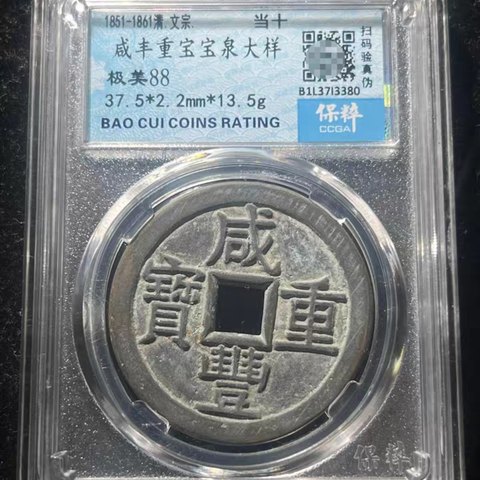 1851-1861清 文宗. 当十
咸丰重宝宝泉大样
极美88
37.5*2.2mm*13.5g
BAO CUI COINS RATING
扫码验真伪
B1L37I3380
保粹
CCGA
咸
寶 重
豐
保粹